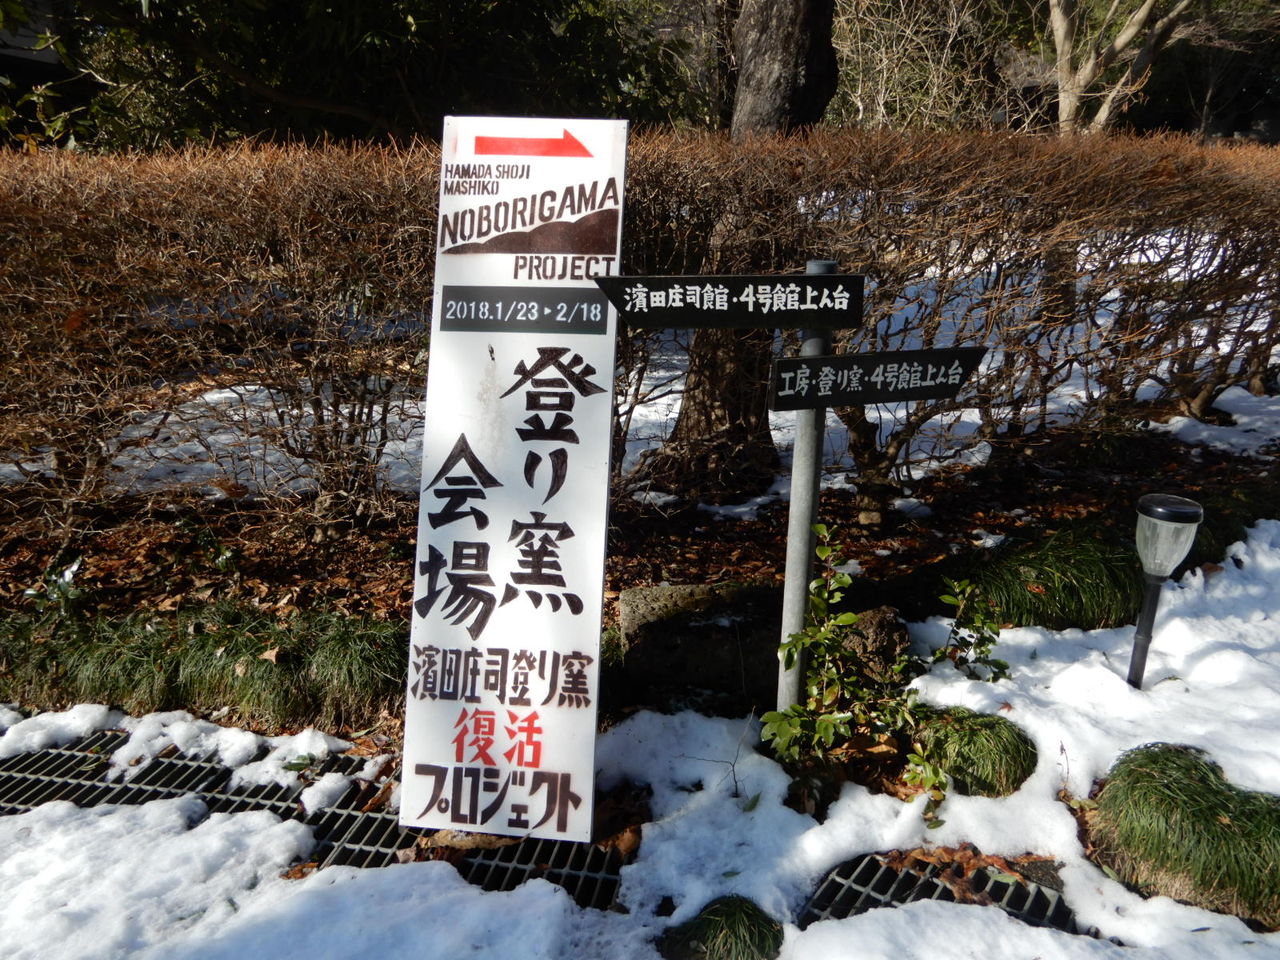 HAMADA SHOJI
MASHIKO
NOBORIGAMA
PROJECT
2018.1/23▸2/18
登り窯
会場
濱田庄司登り窯
復活
プロジェクト
濱田庄司館・4号館上ん台
工房・登り窯・4号館上ん台